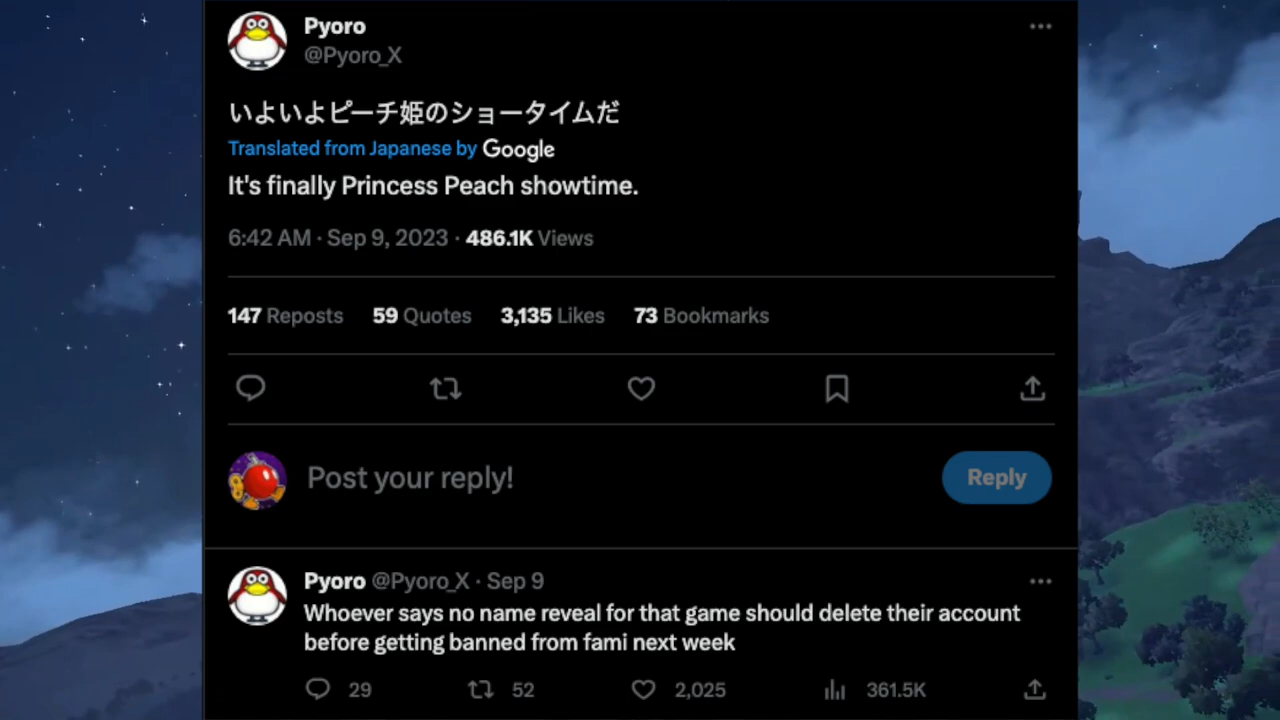 Pyoro
@Pyoro_X
いよいよピーチ姫のショータイムだ
Translated from Japanese by Google
It's finally Princess Peach showtime.
6:42 AM · Sep 9, 2023 · 486.1K Views
147 Reposts 59 Quotes 3,135 Likes 73 Bookmarks
Post your reply! Reply
Pyoro @Pyoro_X · Sep 9
Whoever says no name reveal for that game should delete their account
before getting banned from fami next week
29 52 2,025 361.5K